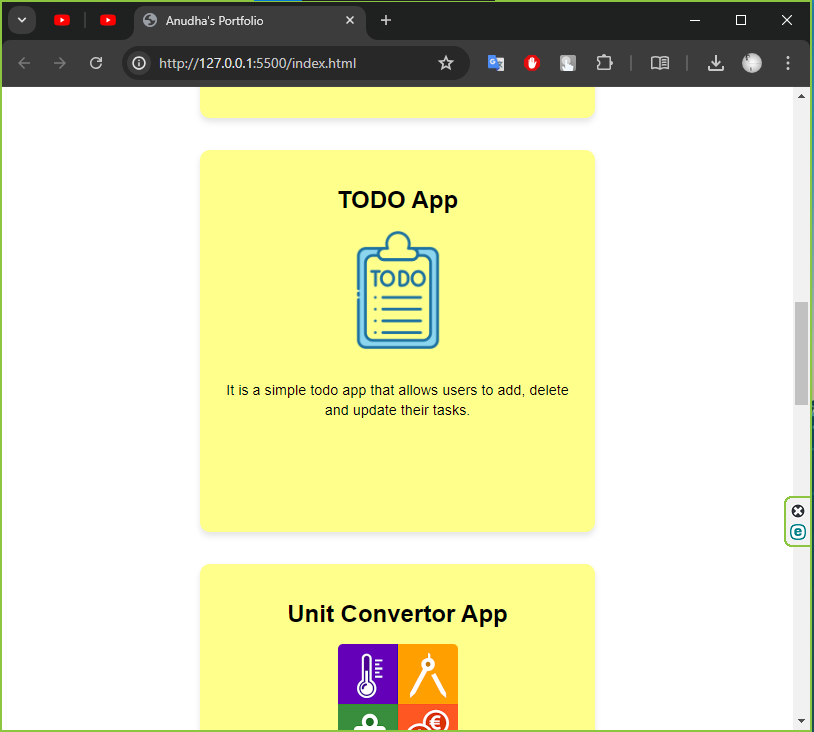 Anudha's Portfolio
http://127.0.0.1:5500/index.html
TODO App
TODO
It is a simple todo app that allows users to add, delete
and update their tasks.
Unit Convertor App